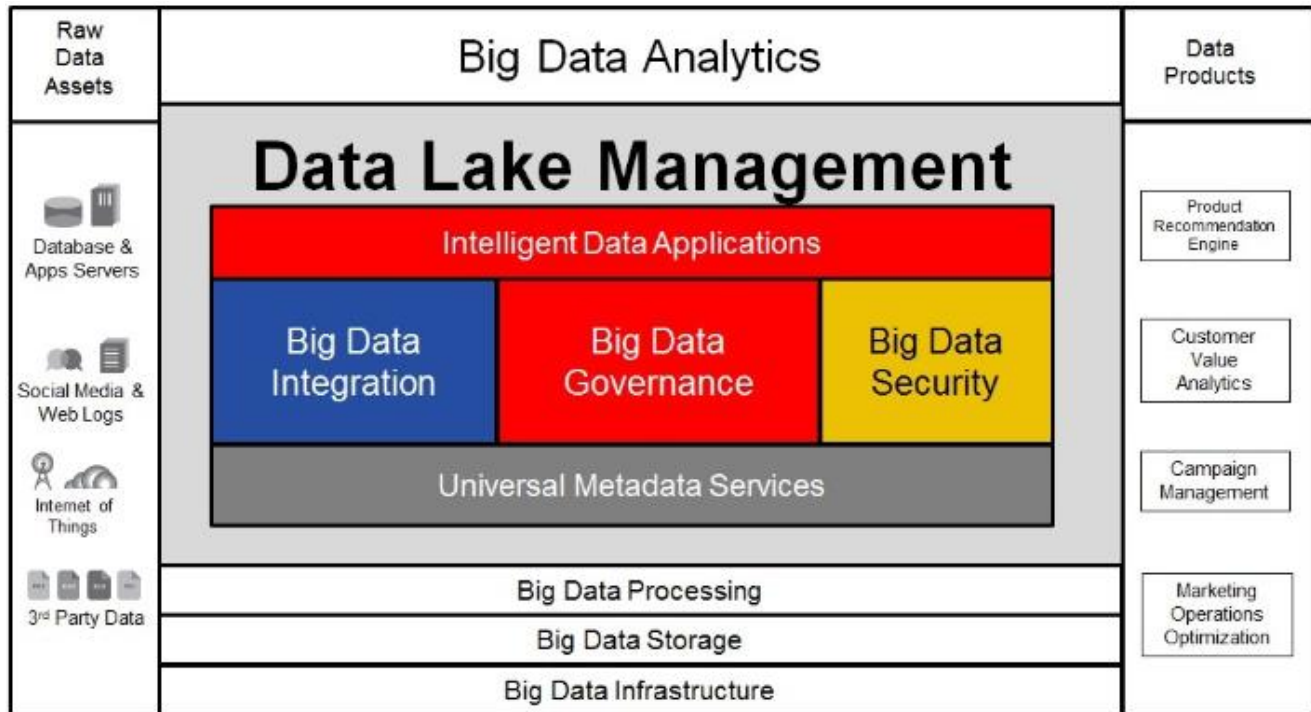 Raw
Data
Assets
Database &
Apps Servers
Social Media &
Web Logs
Internet of
Things
3rd Party Data
Big Data Analytics
Data Lake Management
Intelligent Data Applications
Big Data
Integration
Big Data
Governance
Big Data
Security
Universal Metadata Services
Big Data Processing
Big Data Storage
Big Data Infrastructure
Data
Products
Product
Recommendation
Engine
Customer
Value
Analytics
Campaign
Management
Marketing
Operations
Optimization